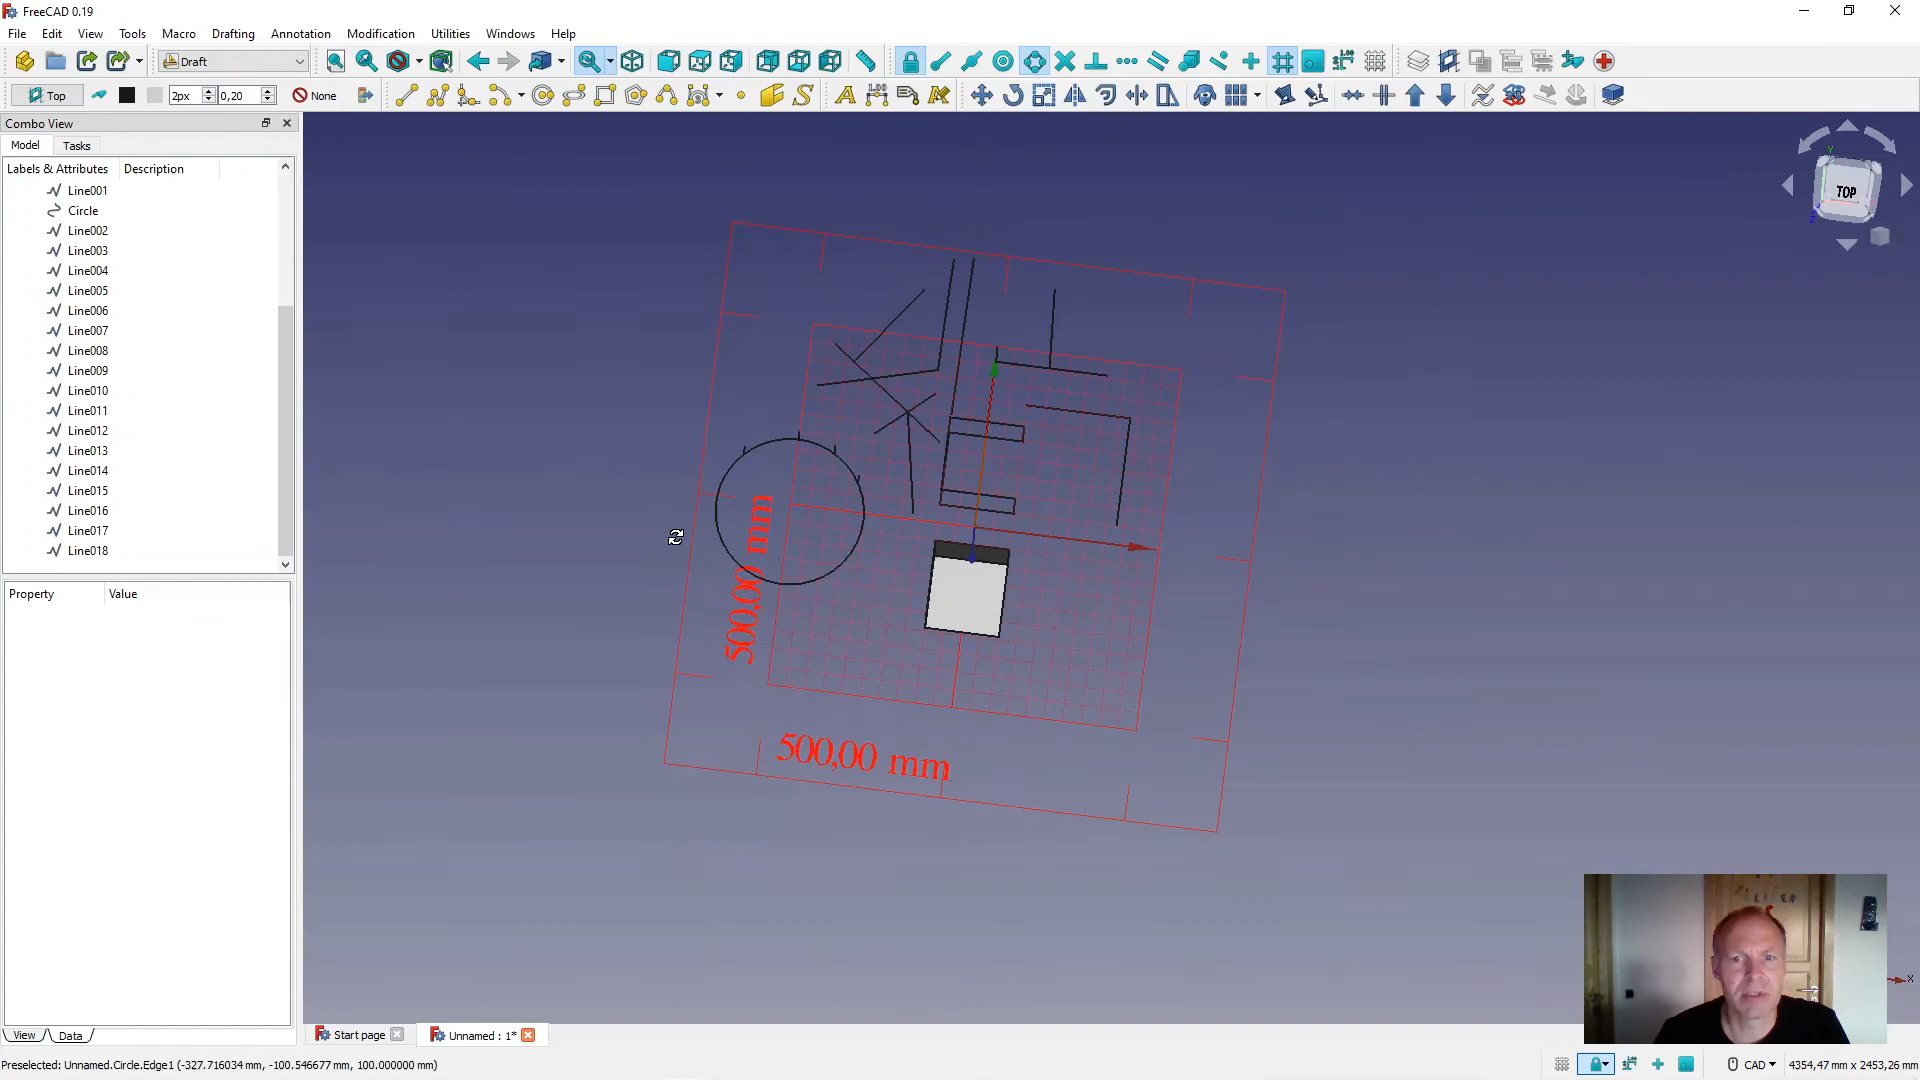 FreeCAD 0.19
File Edit View Tools Macro Drafting Annotation Modification Utilities Windows Help
Draft
Top 2px 0,20 None
Combo View
Model Tasks
Labels & Attributes Description
Line001
Circle
Line002
Line003
Line004
Line005
Line006
Line007
Line008
Line009
Line010
Line011
Line012
Line013
Line014
Line015
Line016
Line017
Line018
Property Value
View Data
TOP
Y
Z
X
500,00 mm
500,00 mm
Start page Unnamed : 1*
Preselected: Unnamed.Circle.Edge1 (-327.716034 mm, -100.546677 mm, 100.000000 mm)
CAD 4354,47 mm x 2453,26 mm